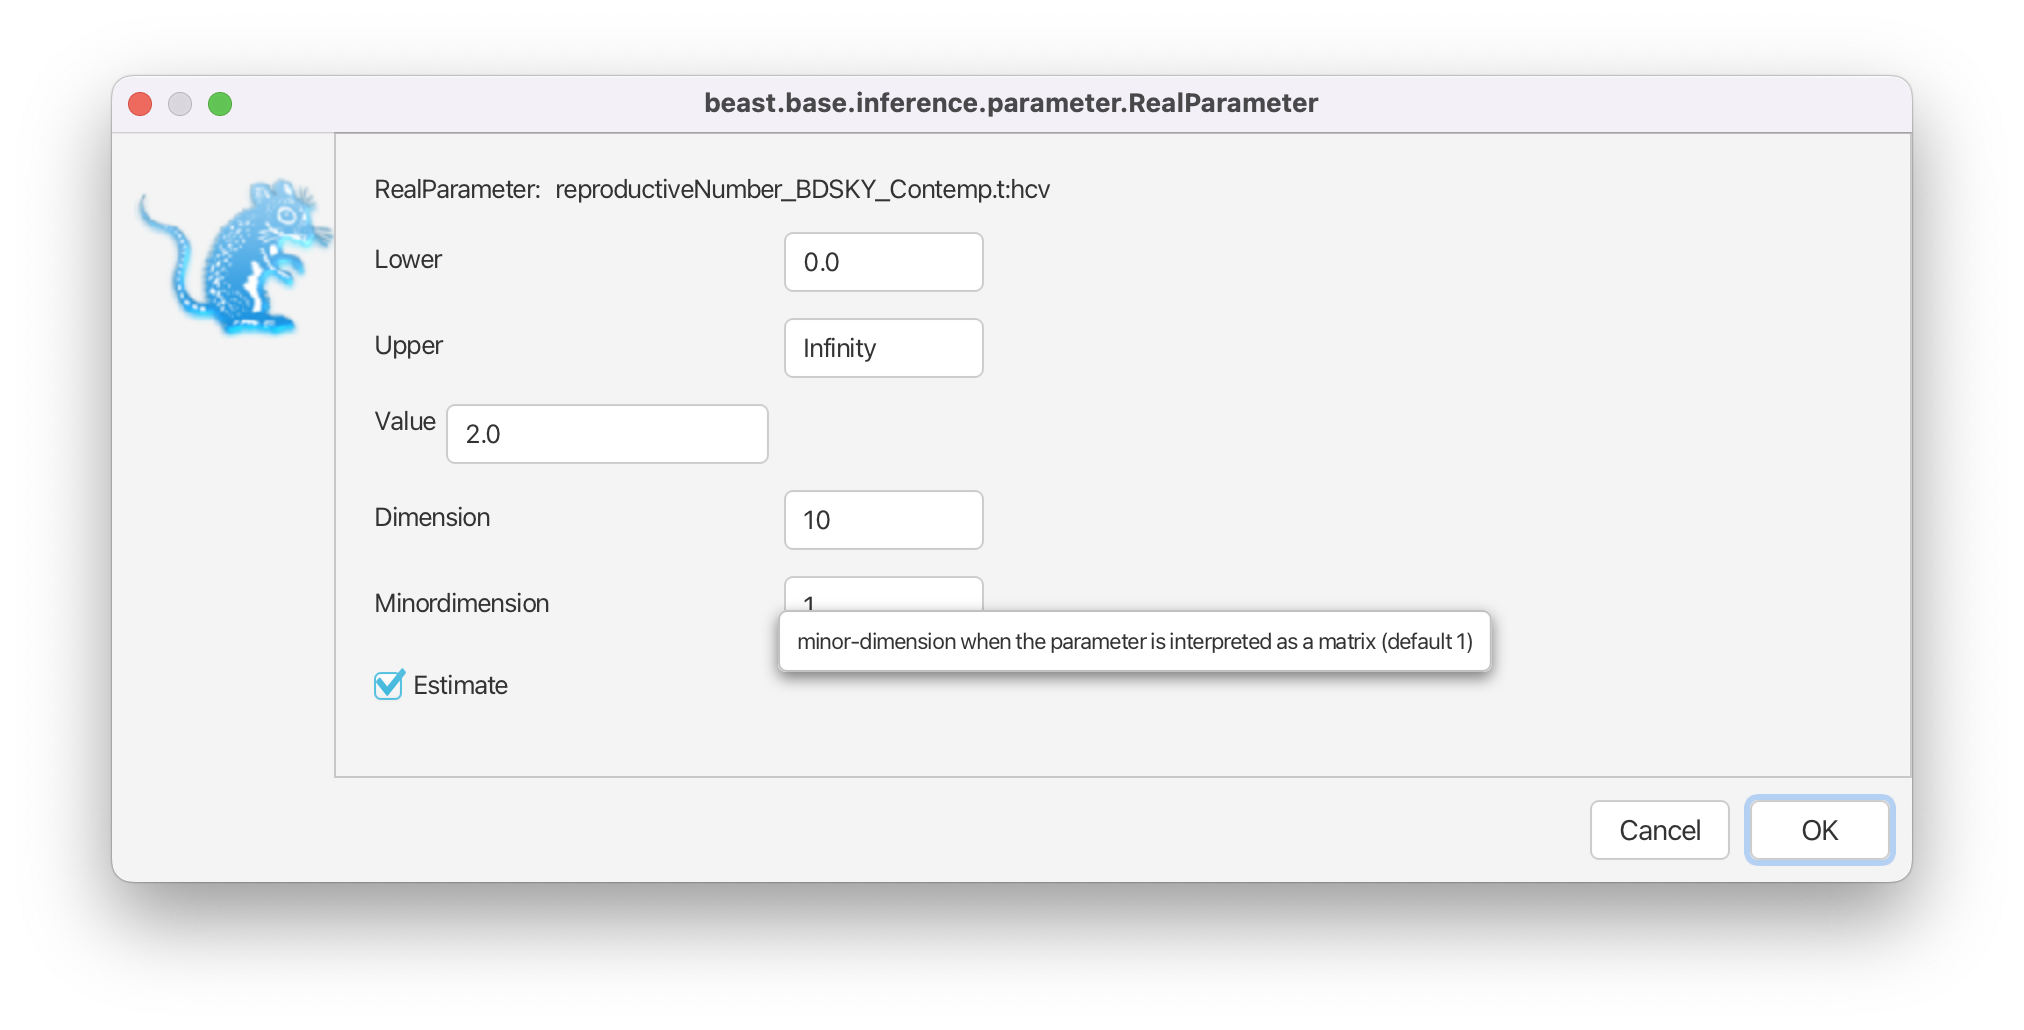 beast.base.inference.parameter.RealParameter
RealParameter: reproductiveNumber_BDSKY_Contemp.t:hcv
Lower 0.0
Upper Infinity
Value 2.0
Dimension 10
Minordimension 1
minor-dimension when the parameter is interpreted as a matrix (default 1)
Estimate
Cancel OK